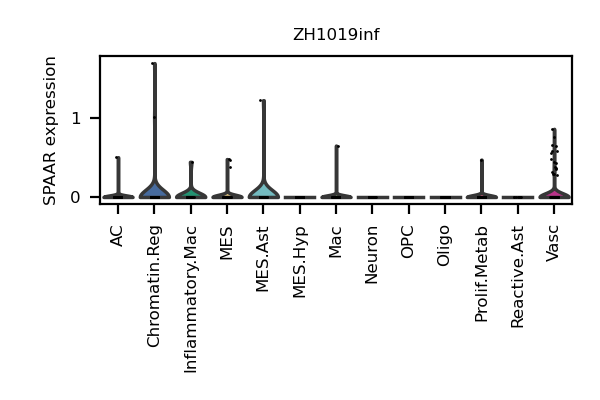 ZH1019inf
SPAAR expression
1
0
AC
Chromatin.Reg
Inflammatory.Mac
MES
MES.Ast
MES.Hyp
Mac
Neuron
OPC
Oligo
Prolif.Metab
Reactive.Ast
Vasc